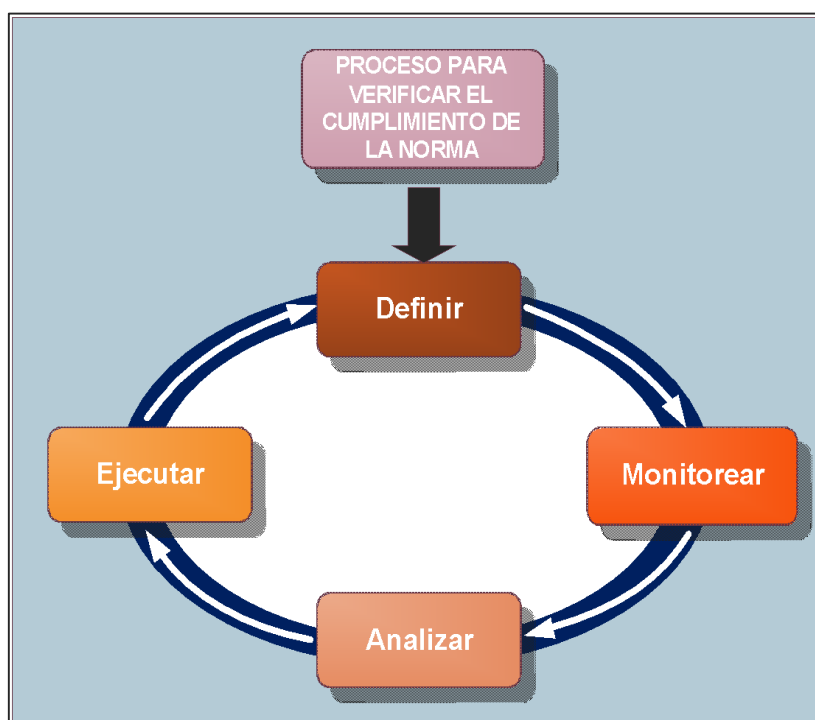 PROCESO PARA
VERIFICAR EL
CUMPLIMIENTO DE
LA NORMA
Definir
Ejecutar
Monitorear
Analizar